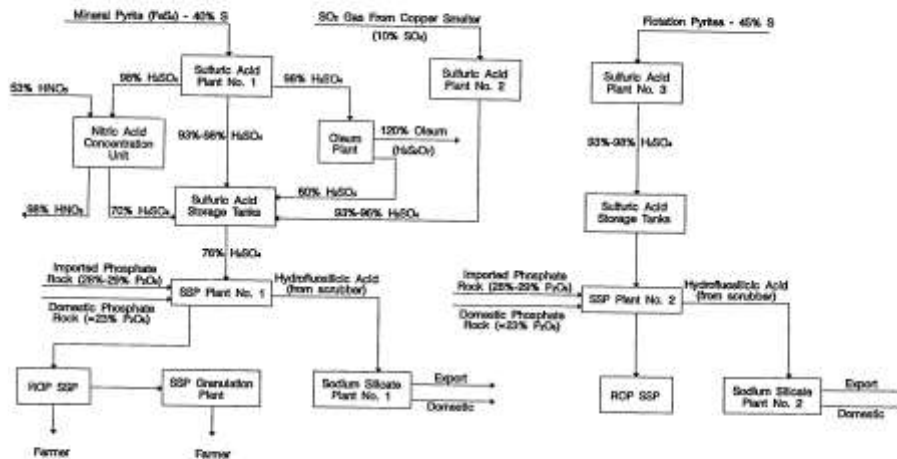 Mineral Pyrite (FeS₂) - 40% S
SO₂ Gas From Copper Smelter
(10% SO₂)
Flotation Pyrites - 45% S
Sulfuric Acid
Plant No. 1
Sulfuric Acid
Plant No. 2
Sulfuric Acid
Plant No. 3
53% HNO₃
98% H₂SO₄
98% H₂SO₄
Nitric Acid
Concentration
Unit
93%-98% H₂SO₄
Oleum
Plant
120% Oleum
(H₂S₂O₇)
93%-98% H₂SO₄
98% HNO₃
70% H₂SO₄
Sulfuric Acid
Storage Tanks
60% H₂SO₄
93%-96% H₂SO₄
Sulfuric Acid
Storage Tanks
76% H₂SO₄
Imported Phosphate
Rock (28%-29% P₂O₅)
Domestic Phosphate
Rock (≈23% P₂O₅)
SSP Plant No. 1
Hydrofluosilicic Acid
(from scrubber)
Imported Phosphate
Rock (28%-29% P₂O₅)
Domestic Phosphate
Rock (≈23% P₂O₅)
SSP Plant No. 2
Hydrofluosilicic Acid
(from scrubber)
ROP SSP
SSP Granulation
Plant
Sodium Silicate
Plant No. 1
Export
Domestic
ROP SSP
Sodium Silicate
Plant No. 2
Export
Domestic
Farmer
Farmer